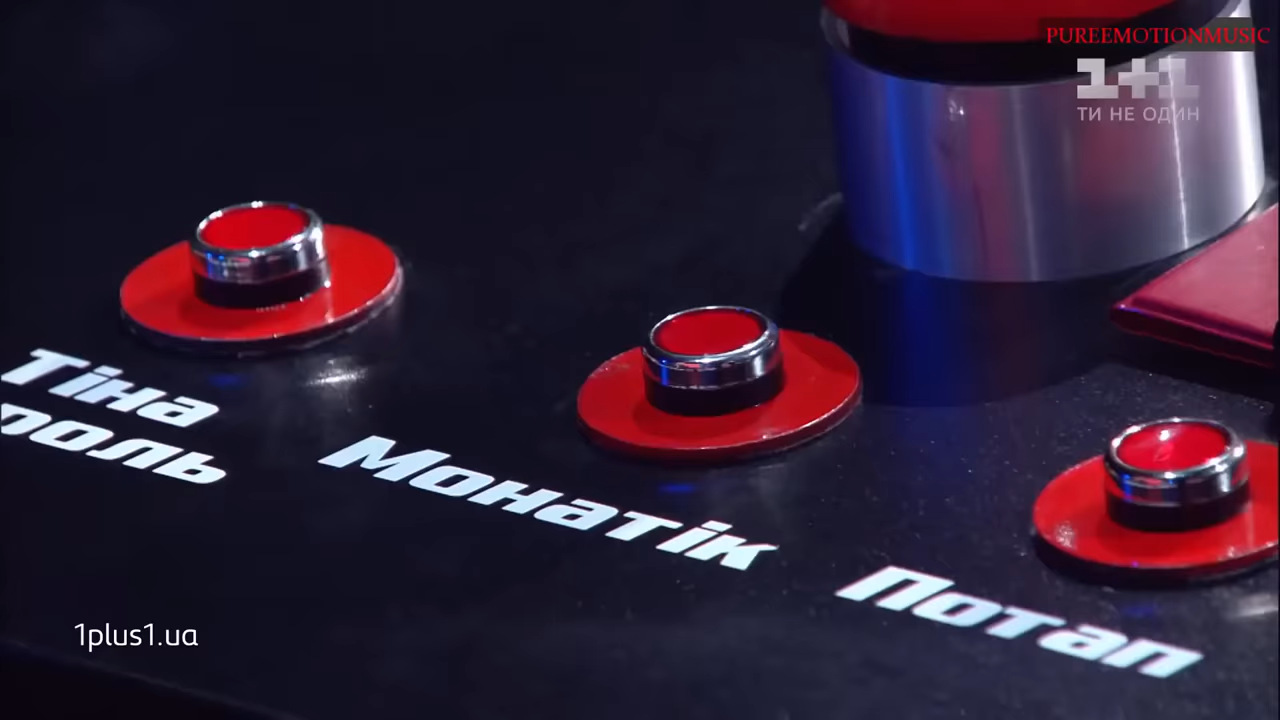 PUREEMOTIONMUSIC
1+1
ТИ НЕ ОДИН
Тіна
роль
Монатік
Потап
1plus1.ua